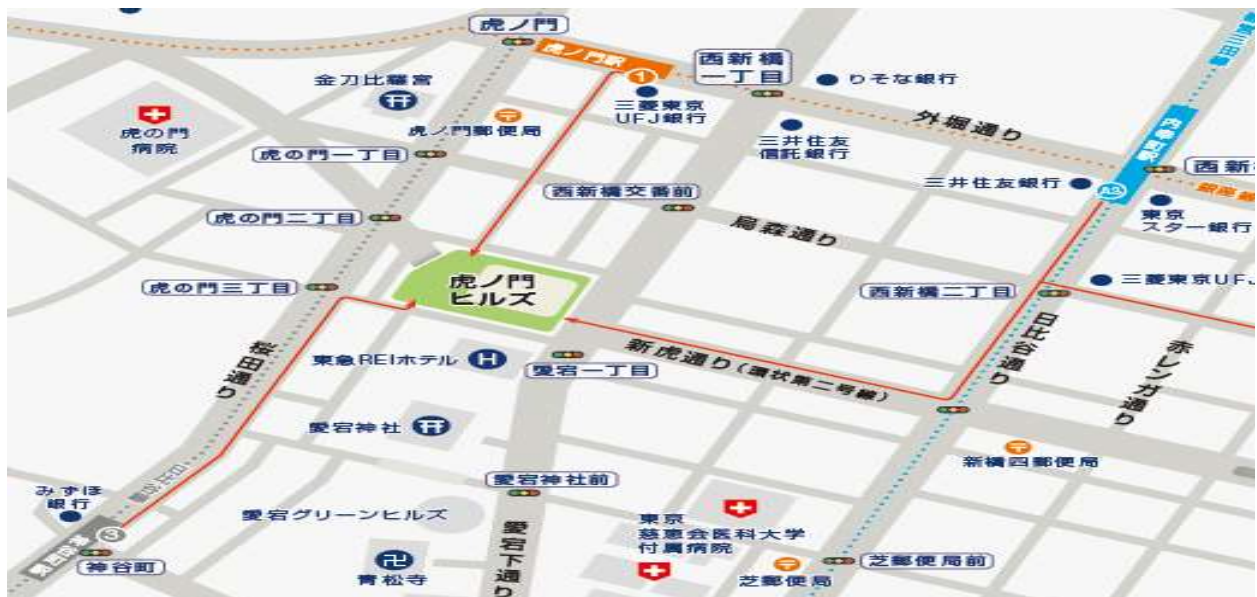 虎ノ門
虎ノ門駅
1
西新橋
一丁目
りそな銀行
金刀比羅宮
三菱東京
UFJ銀行
虎の門
病院
虎ノ門郵便局
外堀通り
内幸町駅
三井住友
信託銀行
虎の門一丁目
三井住友銀行
A3
西新
銀座線
西新橋交番前
虎の門二丁目
東京
スター銀行
烏森通り
虎ノ門
ヒルズ
虎の門三丁目
西新橋二丁目
三菱東京UFJ
東急REIホテル
H
愛宕一丁目
新虎通り(環状第二号線)
日比谷通り
赤レンガ通り
桜田通り
愛宕神社
新橋四郵便局
愛宕神社前
みずほ
銀行
愛宕グリーンヒルズ
東京
慈恵会医科大学
付属病院
愛宕下通り
3
神谷町
青松寺
芝郵便局
芝郵便局前